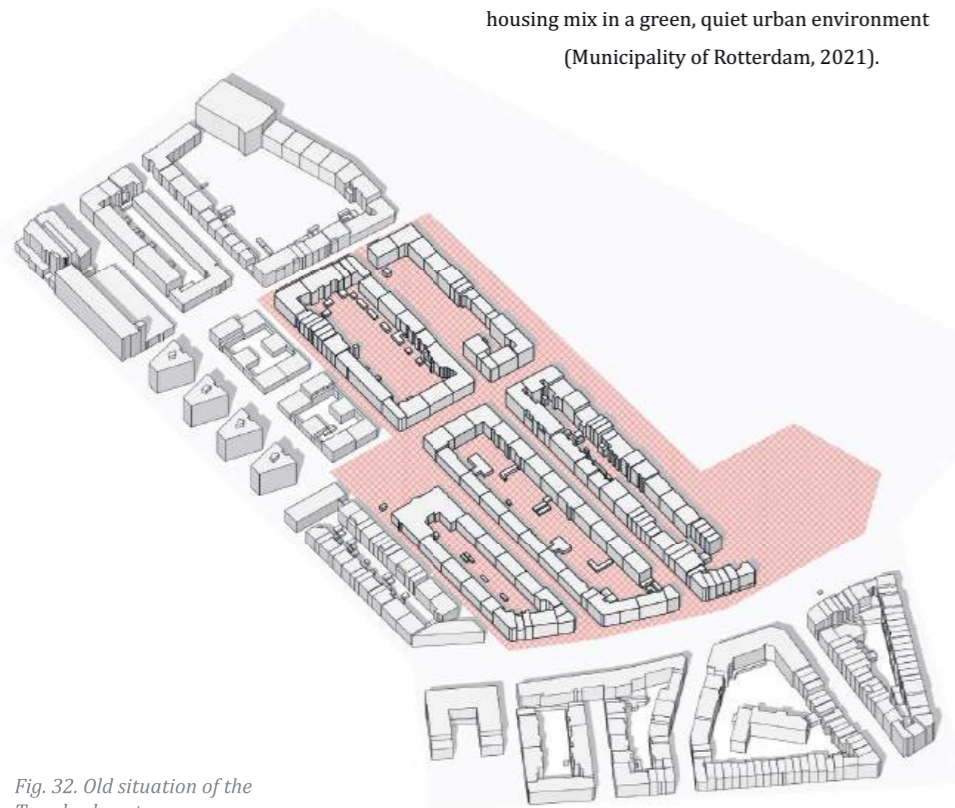 housing mix in a green, quiet urban environment
(Municipality of Rotterdam, 2021).
Fig. 32. Old situation of the